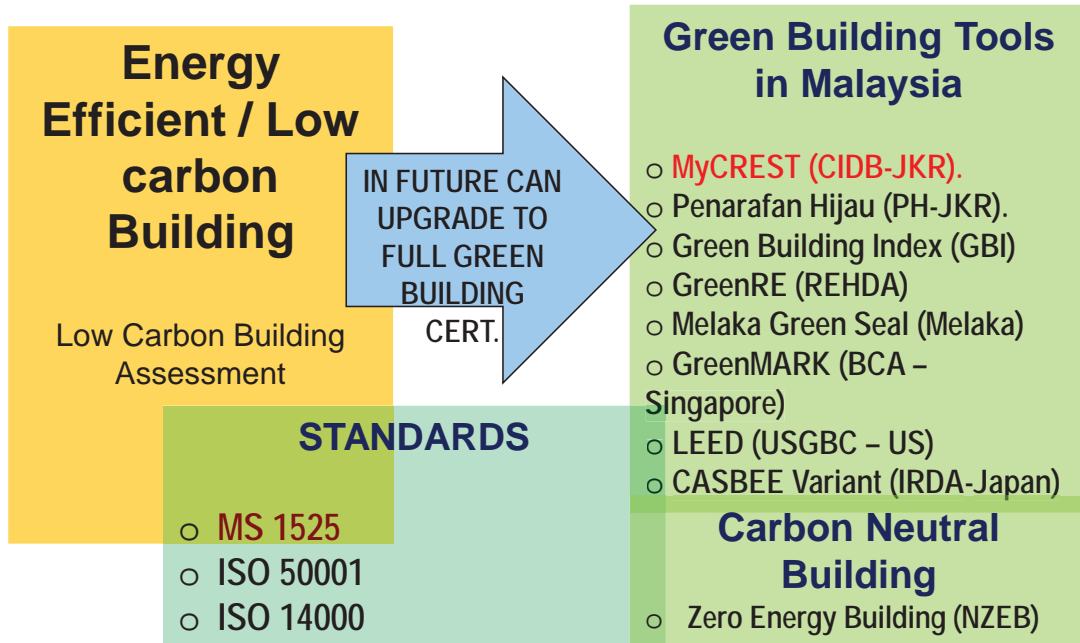 Energy
Efficient / Low
carbon
Building
Low Carbon Building
Assessment
IN FUTURE CAN
UPGRADE TO
FULL GREEN
BUILDING
CERT.
Green Building Tools
in Malaysia
o MyCREST (CIDB-JKR).
o Penarafan Hijau (PH-JKR).
o Green Building Index (GBI)
o GreenRE (REHDA)
o Melaka Green Seal (Melaka)
o GreenMARK (BCA –
Singapore)
o LEED (USGBC – US)
o CASBEE Variant (IRDA-Japan)
STANDARDS
o MS 1525
o ISO 50001
o ISO 14000
Carbon Neutral
Building
o Zero Energy Building (NZEB)